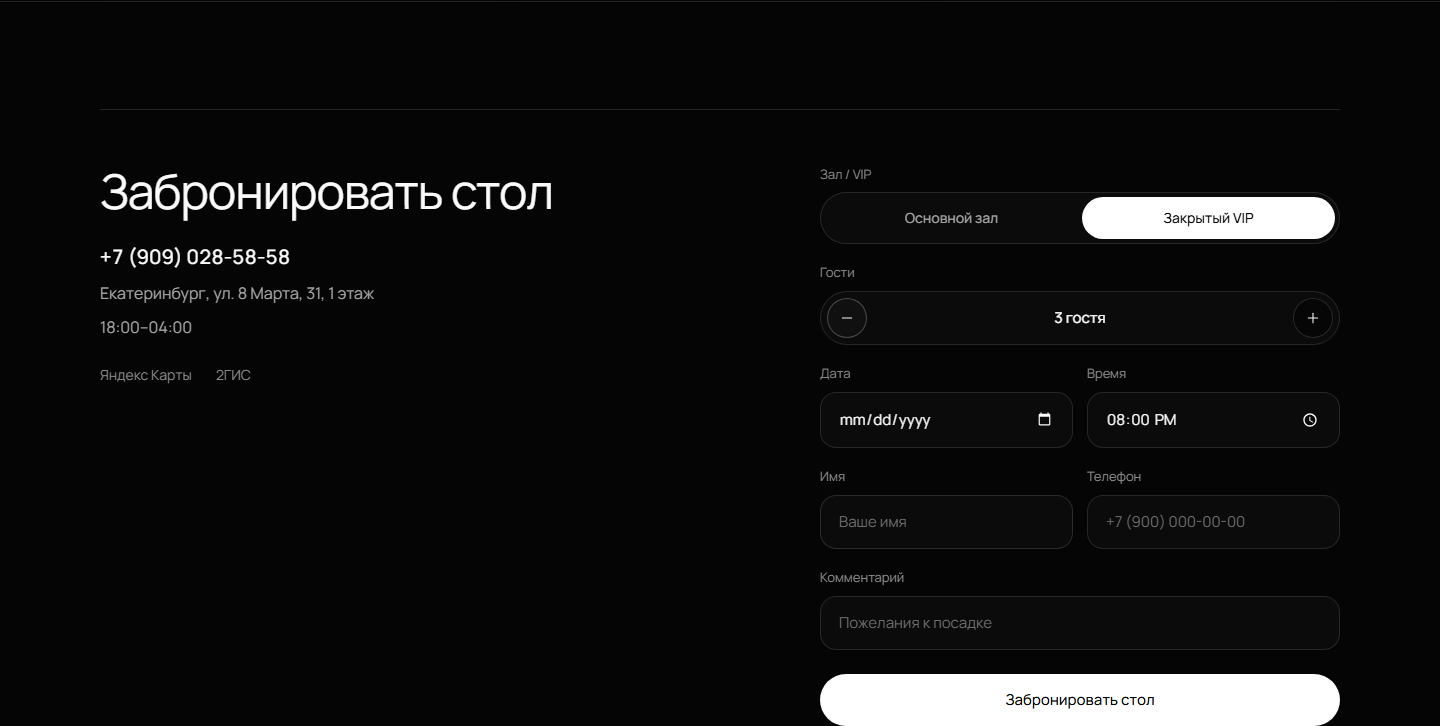 Забронировать стол
+7 (909) 028-58-58
Екатеринбург, ул. 8 Марта, 31, 1 этаж
18:00–04:00
Яндекс Карты 2ГИС
Зал / VIP
Основной зал Закрытый VIP
Гости
− 3 гостя +
Дата Время
mm/dd/yyyy 08:00 PM
Имя Телефон
Ваше имя +7 (900) 000-00-00
Комментарий
Пожелания к посадке
Забронировать стол